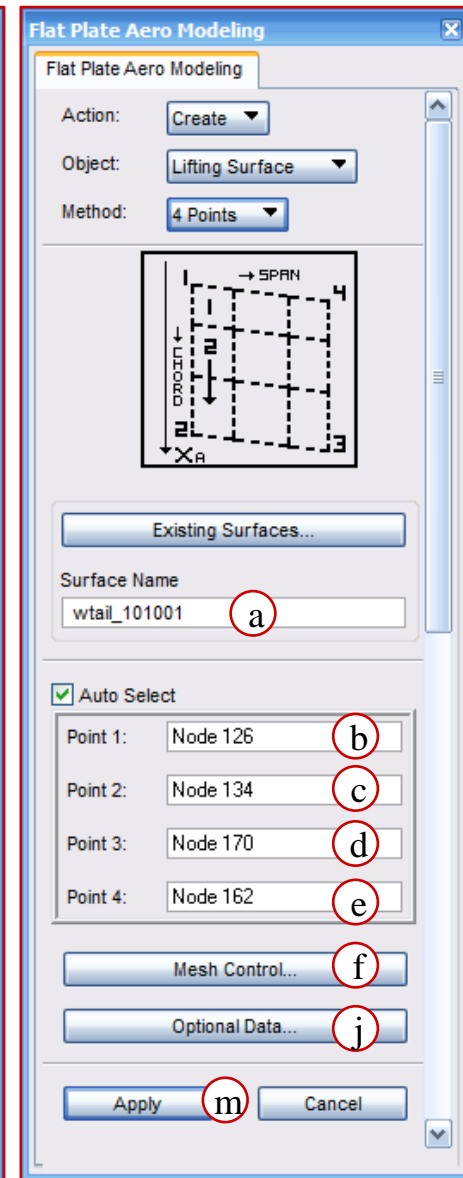 Flat Plate Aero Modeling
Flat Plate Aero Modeling
Action: Create
Object: Lifting Surface
Method: 4 Points
1 → SPAN 4
1
↓ CHORD 2
2 3
XA
Existing Surfaces...
Surface Name
wtail_101001 a
Auto Select
Point 1: Node 126 b
Point 2: Node 134 c
Point 3: Node 170 d
Point 4: Node 162 e
Mesh Control... f
Optional Data... j
Apply m Cancel